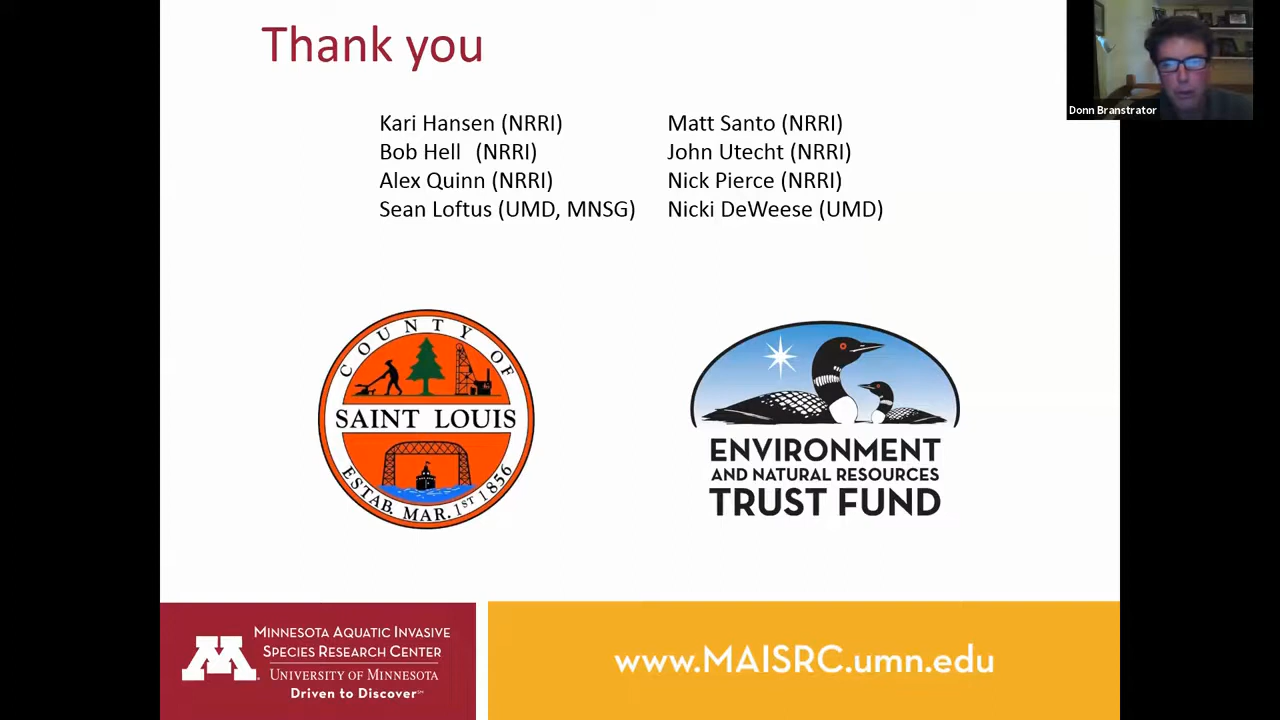 Thank you
Donn Branstrator
Kari Hansen (NRRI)
Bob Hell (NRRI)
Alex Quinn (NRRI)
Sean Loftus (UMD, MNSG)
Matt Santo (NRRI)
John Utecht (NRRI)
Nick Pierce (NRRI)
Nicki DeWeese (UMD)
COUNTY OF
SAINT LOUIS
ESTAB. MAR. 1ST 1856
ENVIRONMENT
AND NATURAL RESOURCES
TRUST FUND
MINNESOTA AQUATIC INVASIVE
SPECIES RESEARCH CENTER
UNIVERSITY OF MINNESOTA
Driven to Discover℠
www.MAISRC.umn.edu